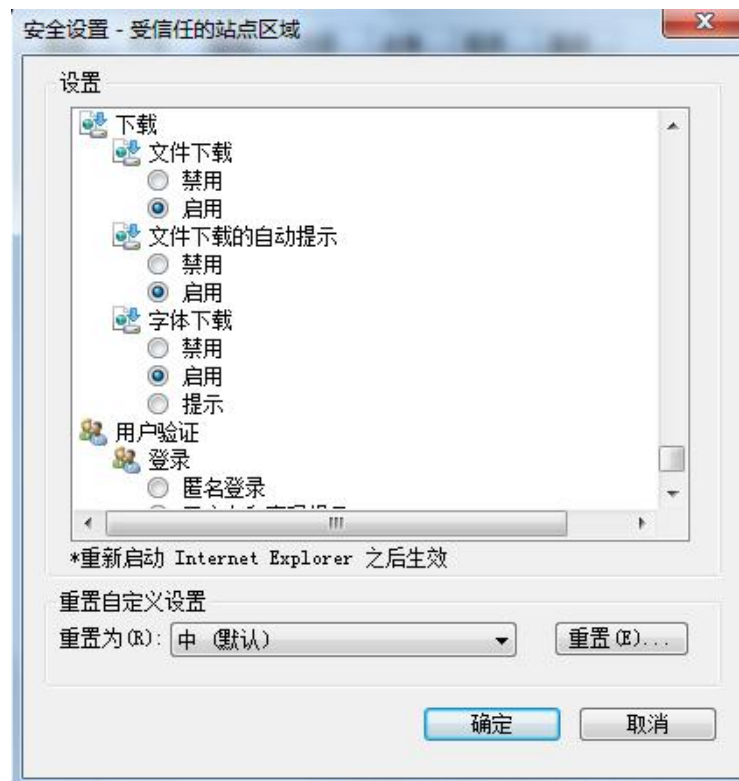 安全设置 - 受信任的站点区域
设置
下载
文件下载
禁用
启用
文件下载的自动提示
禁用
启用
字体下载
禁用
启用
提示
用户验证
登录
匿名登录
*重新启动 Internet Explorer 之后生效
重置自定义设置
重置为(R): 中 (默认) 重置(E)...
确定 取消